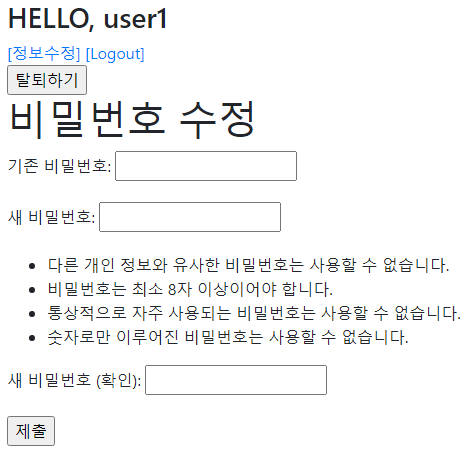 HELLO, user1
[정보수정] [Logout]
탈퇴하기
비밀번호 수정
기존 비밀번호:
새 비밀번호:
다른 개인 정보와 유사한 비밀번호는 사용할 수 없습니다.
비밀번호는 최소 8자 이상이어야 합니다.
통상적으로 자주 사용되는 비밀번호는 사용할 수 없습니다.
숫자로만 이루어진 비밀번호는 사용할 수 없습니다.
새 비밀번호 (확인):
제출